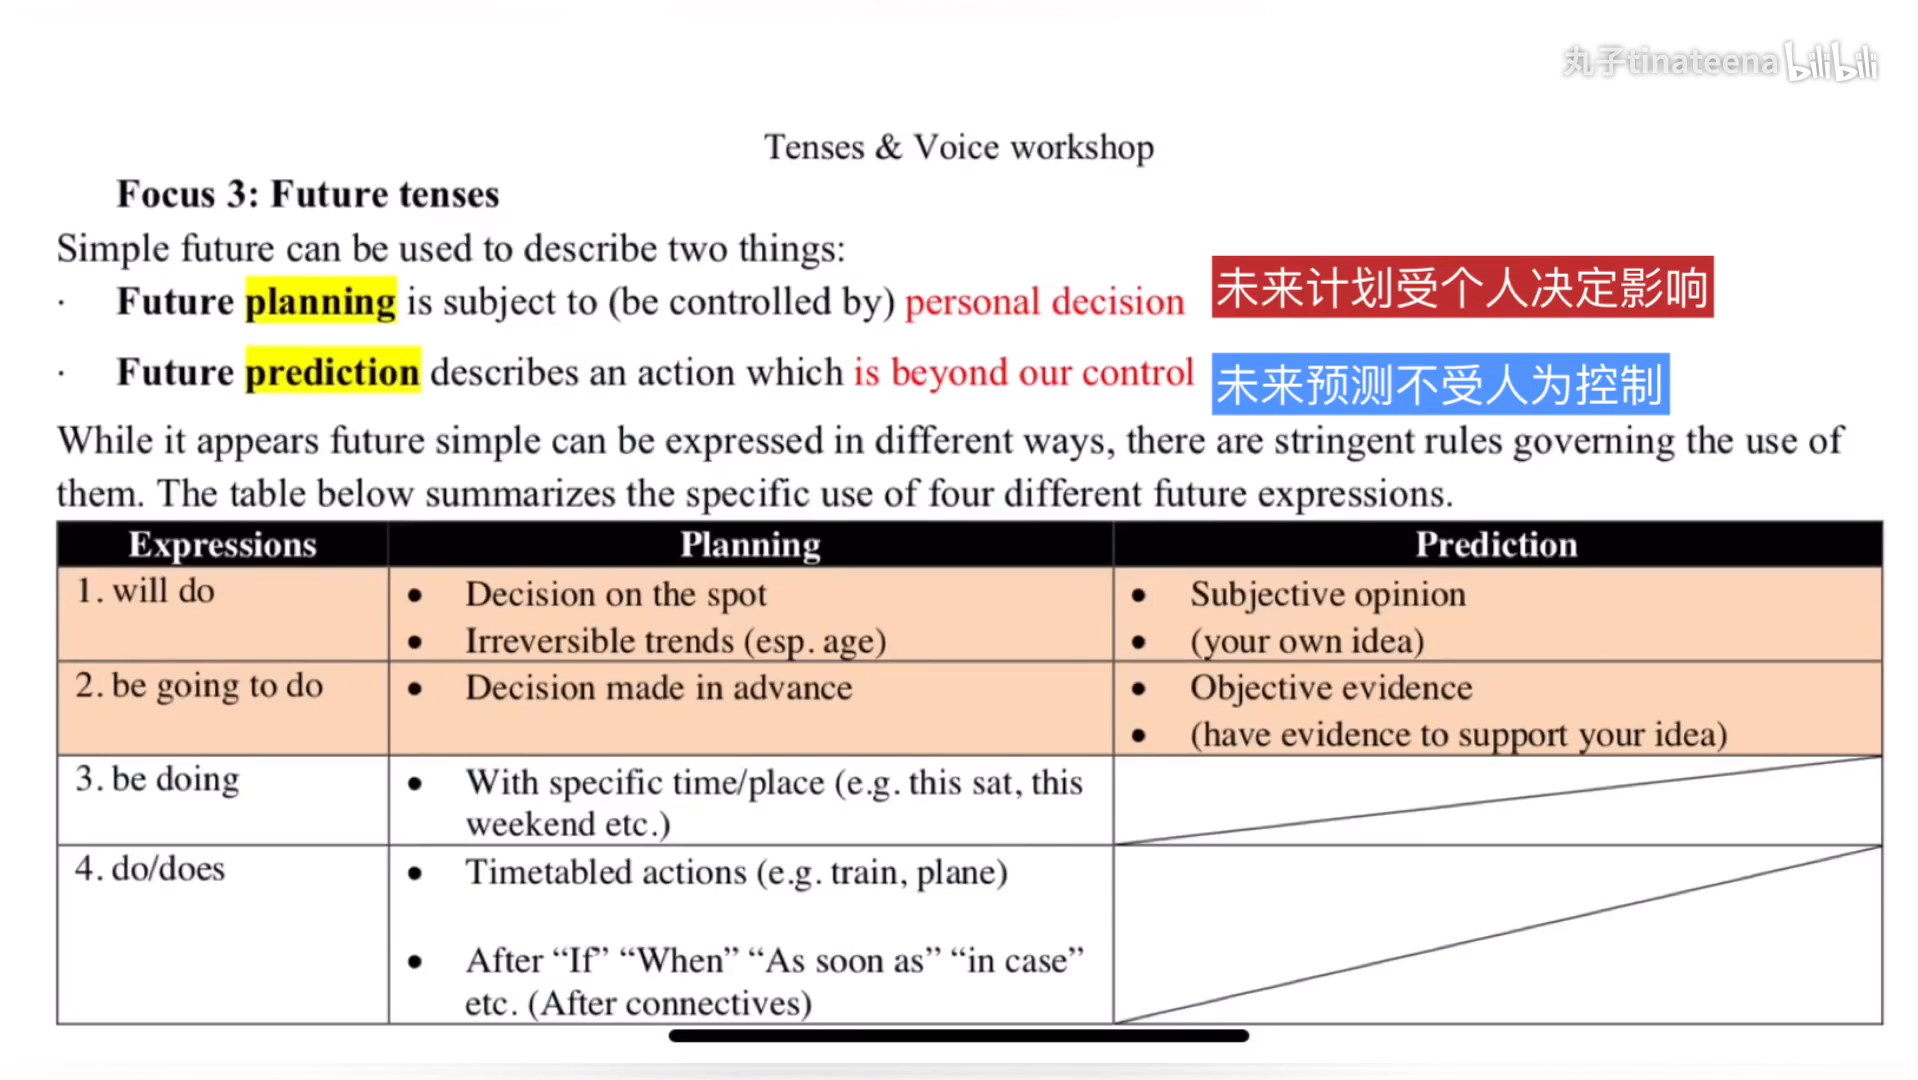 丸子tinateena bilibili
Tenses & Voice workshop
Focus 3: Future tenses
Simple future can be used to describe two things:
· Future planning is subject to (be controlled by) personal decision
未来计划受个人决定影响
· Future prediction describes an action which is beyond our control
未来预测不受人为控制
While it appears future simple can be expressed in different ways, there are stringent rules governing the use of
them. The table below summarizes the specific use of four different future expressions.
Expressions Planning Prediction
1. will do
• Decision on the spot
• Irreversible trends (esp. age)
• Subjective opinion
• (your own idea)
2. be going to do
• Decision made in advance
• Objective evidence
• (have evidence to support your idea)
3. be doing
• With specific time/place (e.g. this sat, this
weekend etc.)
4. do/does
• Timetabled actions (e.g. train, plane)
• After “If” “When” “As soon as” “in case”
etc. (After connectives)